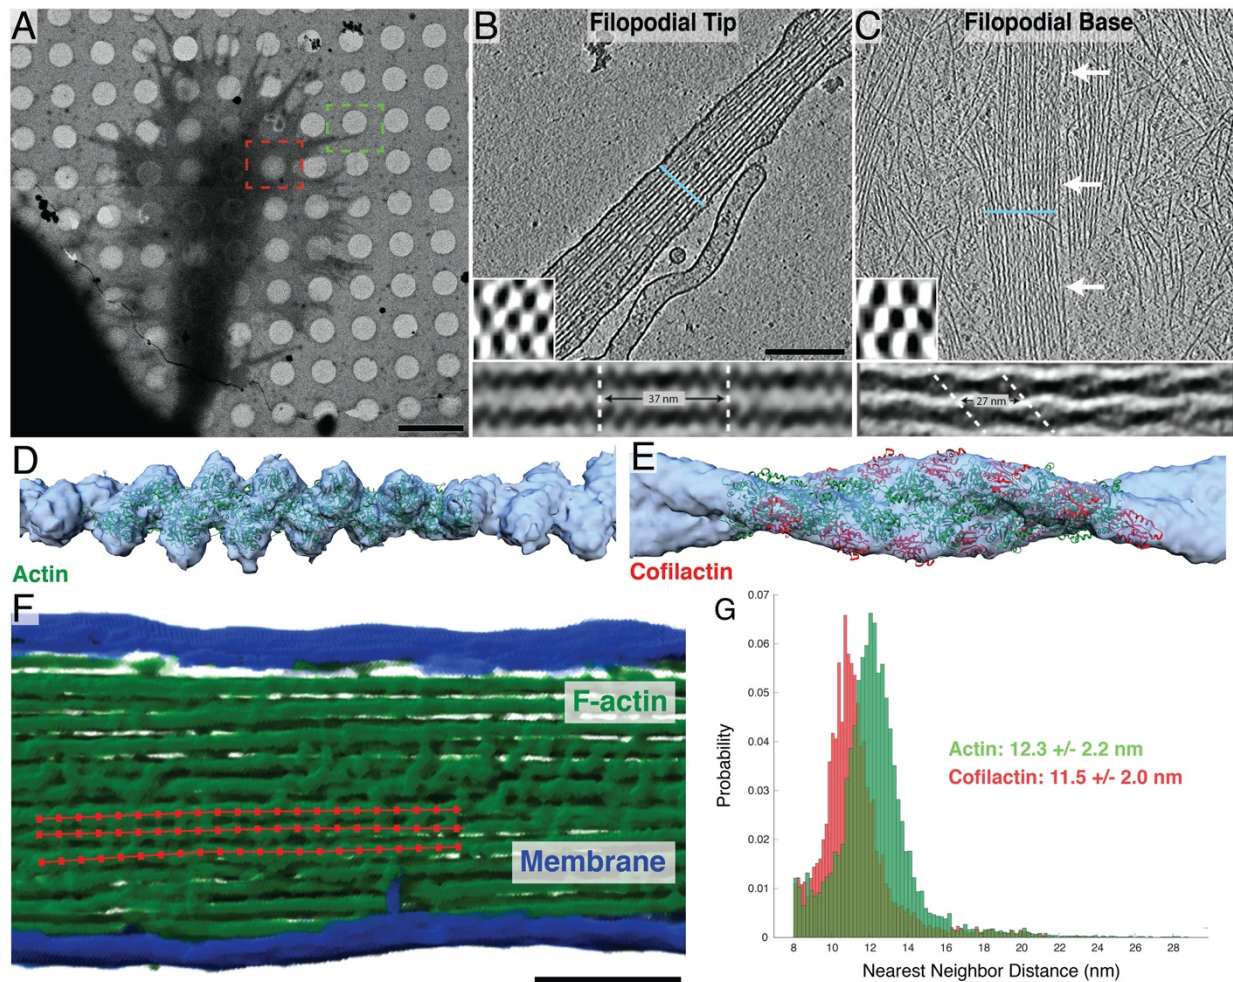 A
B
Filopodial Tip
C
Filopodial Base
37 nm
27 nm
D
Actin
E
Cofilactin
F
F-actin
Membrane
G
0.07
0.06
0.05
0.04
0.03
0.02
0.01
0
Probability
Actin: 12.3 +/- 2.2 nm
Cofilactin: 11.5 +/- 2.0 nm
8 10 12 14 16 18 20 22 24 26 28
Nearest Neighbor Distance (nm)